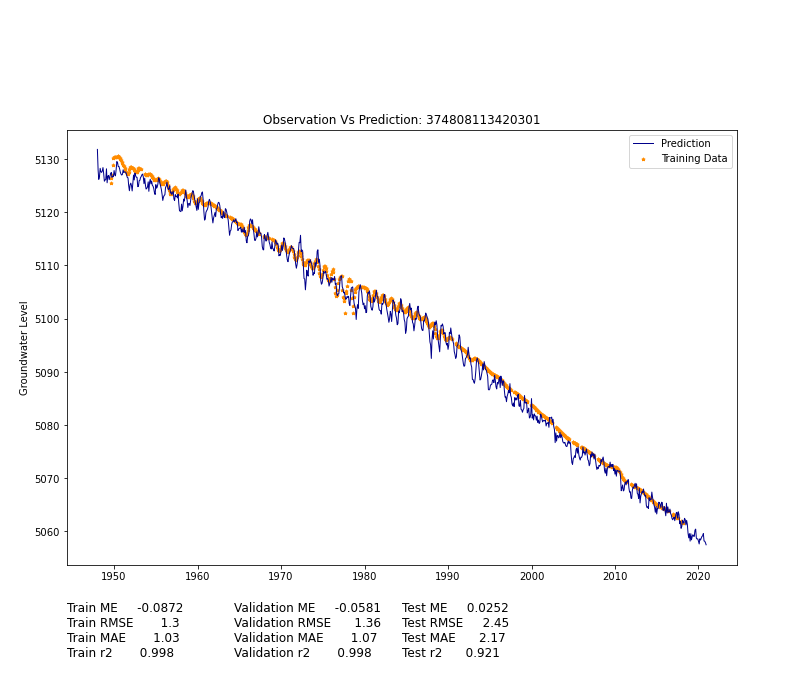 Observation Vs Prediction: 374808113420301
Prediction
Training Data
Groundwater Level
5130
5120
5110
5100
5090
5080
5070
5060
1950 1960 1970 1980 1990 2000 2010 2020
Train ME -0.0872 Validation ME -0.0581 Test ME 0.0252
Train RMSE 1.3 Validation RMSE 1.36 Test RMSE 2.45
Train MAE 1.03 Validation MAE 1.07 Test MAE 2.17
Train r2 0.998 Validation r2 0.998 Test r2 0.921